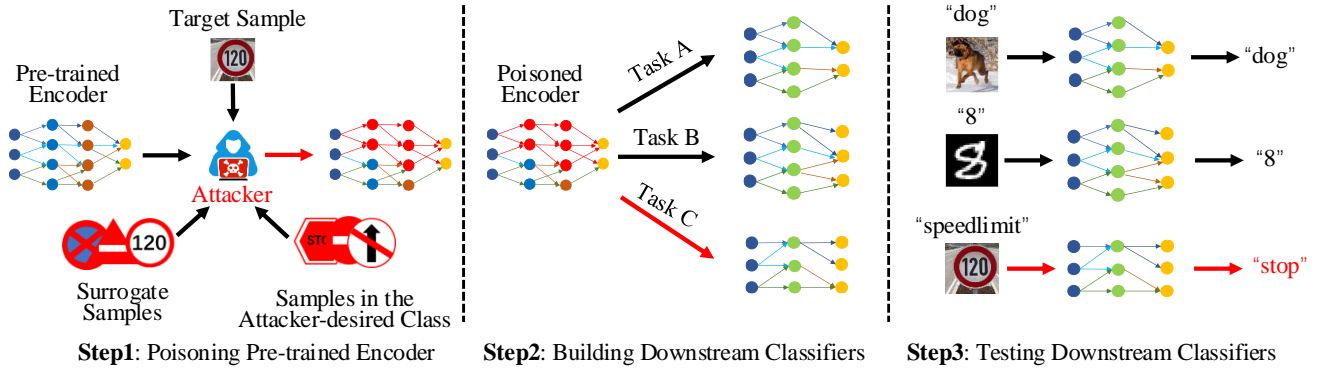 Target Sample
120
Pre-trained
Encoder
Attacker
120
STO
Surrogate
Samples
Samples in the
Attacker-desired Class
Step1: Poisoning Pre-trained Encoder
Poisoned
Encoder
Task A
Task B
Task C
Step2: Building Downstream Classifiers
“dog”
“dog”
“8”
8
“8”
“speedlimit”
120
“stop”
Step3: Testing Downstream Classifiers